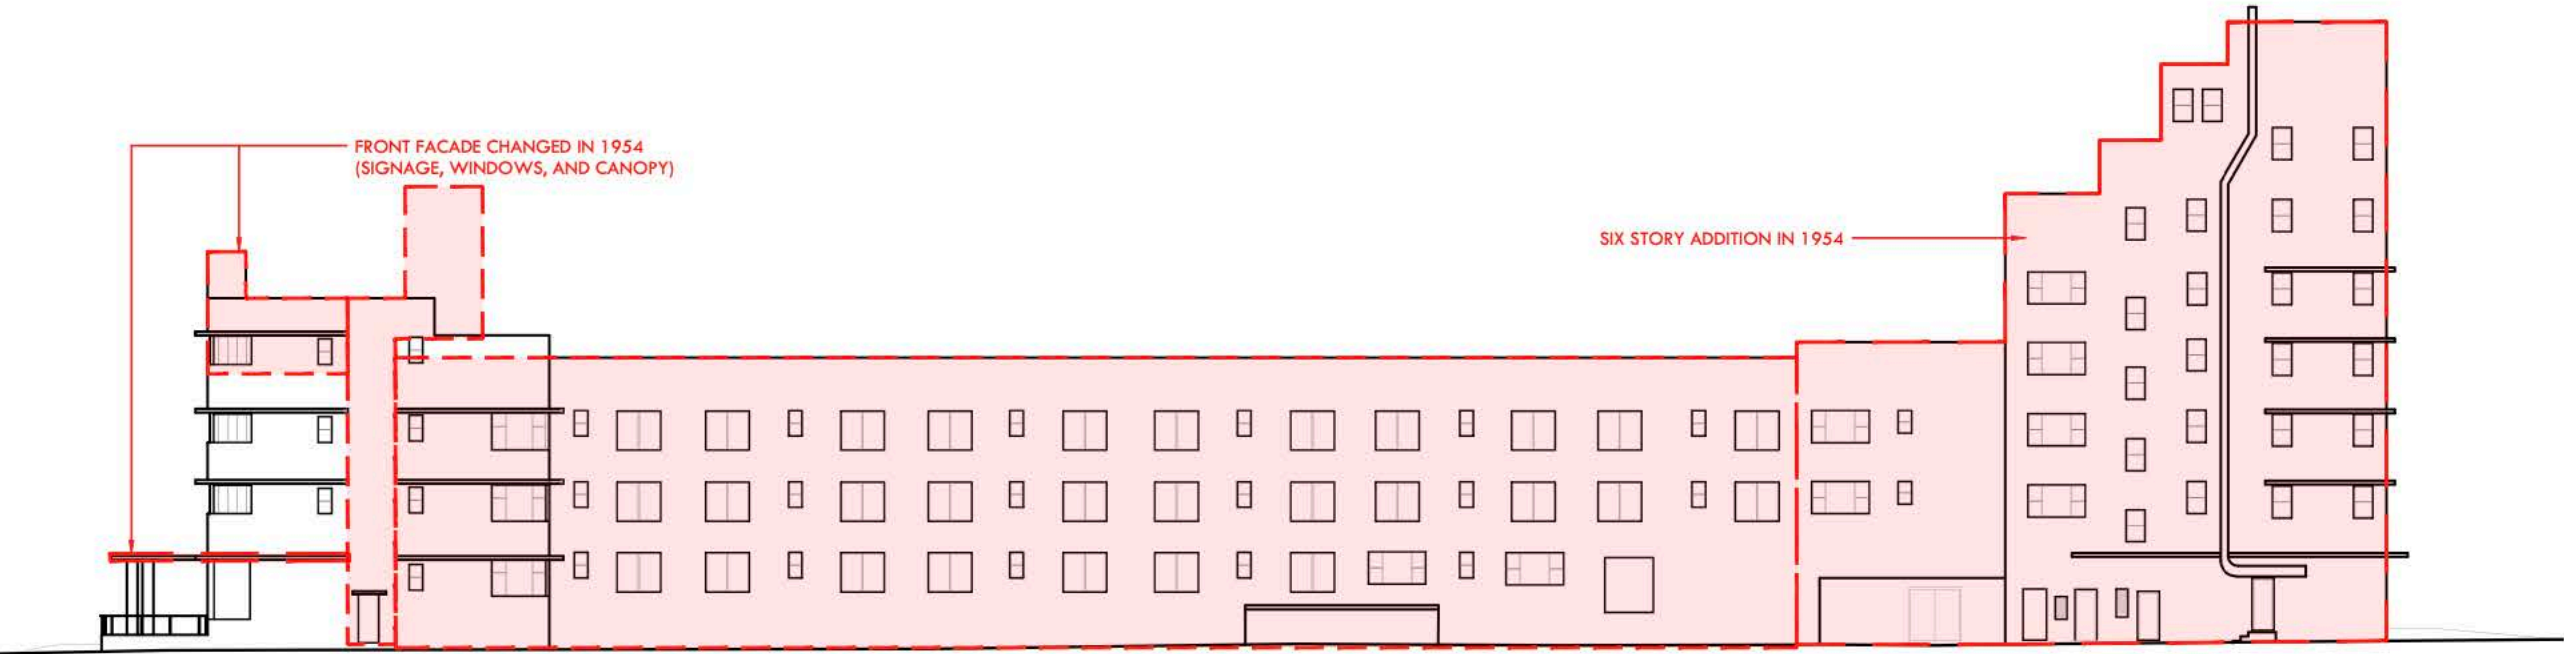 FRONT FACADE CHANGED IN 1954
(SIGNAGE, WINDOWS, AND CANOPY)
SIX STORY ADDITION IN 1954